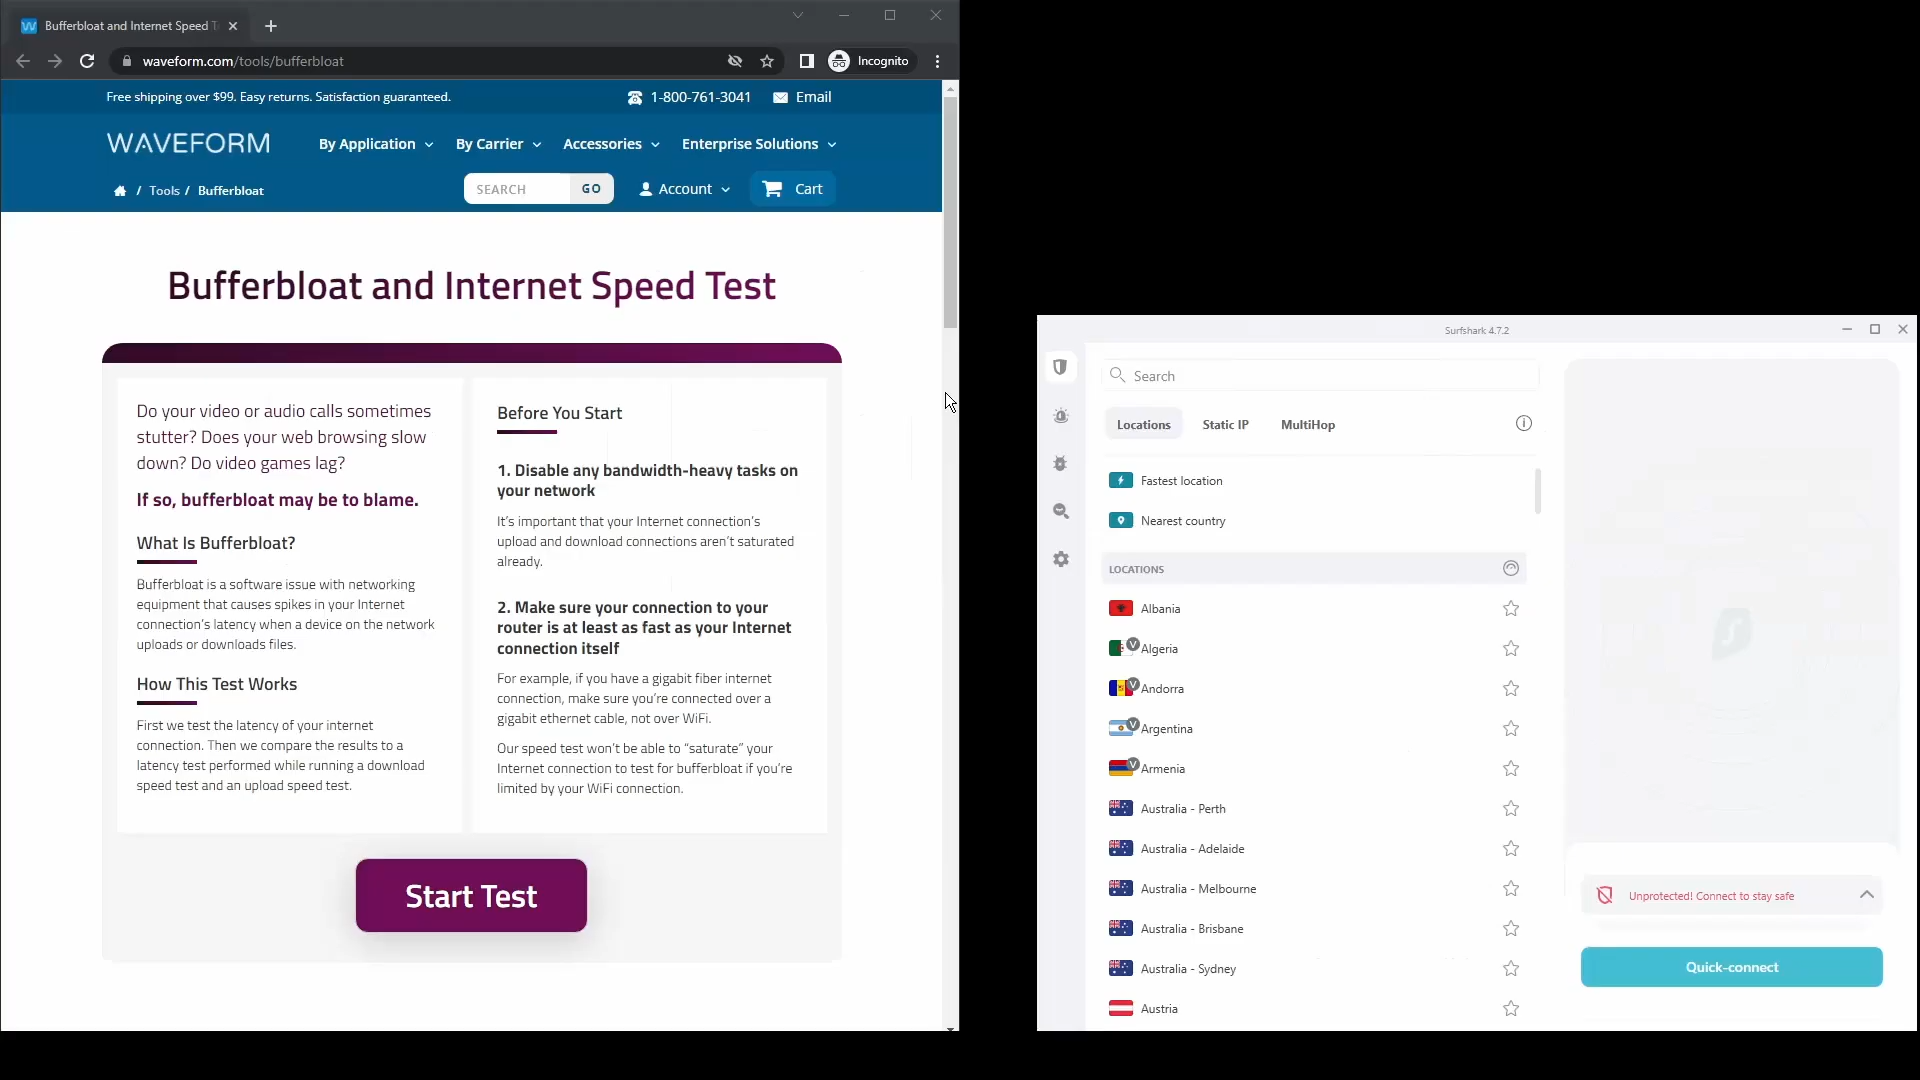 Bufferbloat and Internet Speed T
waveform.com/tools/bufferbloat
Incognito
Free shipping over $99. Easy returns. Satisfaction guaranteed.
1-800-761-3041
Email
WAVEFORM
By Application
By Carrier
Accessories
Enterprise Solutions
/ Tools / Bufferbloat
SEARCH
GO
Account
Cart
Bufferbloat and Internet Speed Test
Do your video or audio calls sometimes
stutter? Does your web browsing slow
down? Do video games lag?
If so, bufferbloat may be to blame.
What Is Bufferbloat?
Bufferbloat is a software issue with networking
equipment that causes spikes in your Internet
connection's latency when a device on the network
uploads or downloads files.
How This Test Works
First we test the latency of your internet
connection. Then we compare the results to a
latency test performed while running a download
speed test and an upload speed test.
Before You Start
1. Disable any bandwidth-heavy tasks on
your network
It's important that your Internet connection's
upload and download connections aren't saturated
already.
2. Make sure your connection to your
router is at least as fast as your Internet
connection itself
For example, if you have a gigabit fiber internet
connection, make sure you're connected over a
gigabit ethernet cable, not over WiFi.
Our speed test won't be able to “saturate” your
Internet connection to test for bufferbloat if you're
limited by your WiFi connection.
Start Test
Surfshark 4.7.2
Search
Locations
Static IP
MultiHop
Fastest location
Nearest country
LOCATIONS
Albania
V Algeria
V Andorra
V Argentina
V Armenia
Australia - Perth
Australia - Adelaide
Australia - Melbourne
Australia - Brisbane
Australia - Sydney
Austria
Unprotected! Connect to stay safe
Quick-connect